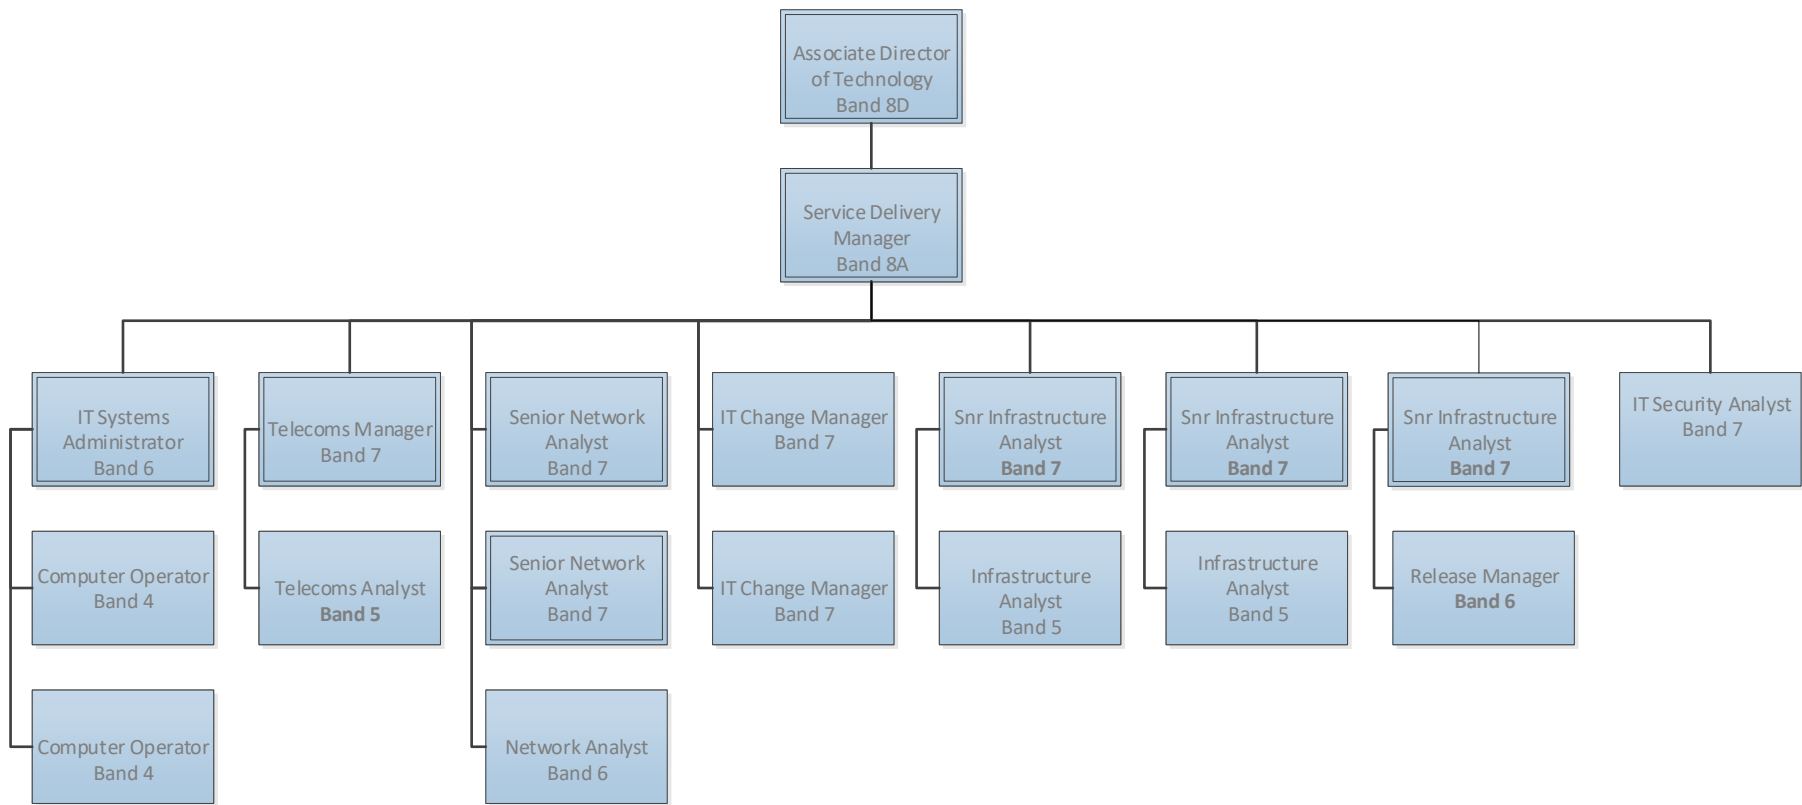 Associate Director
of Technology
Band 8D
Service Delivery
Manager
Band 8A
IT Systems
Administrator
Band 6
Telecoms Manager
Band 7
Senior Network
Analyst
Band 7
IT Change Manager
Band 7
Snr Infrastructure
Analyst
Band 7
Snr Infrastructure
Analyst
Band 7
Snr Infrastructure
Analyst
Band 7
IT Security Analyst
Band 7
Computer Operator
Band 4
Telecoms Analyst
Band 5
Senior Network
Analyst
Band 7
IT Change Manager
Band 7
Infrastructure
Analyst
Band 5
Infrastructure
Analyst
Band 5
Release Manager
Band 6
Computer Operator
Band 4
Network Analyst
Band 6